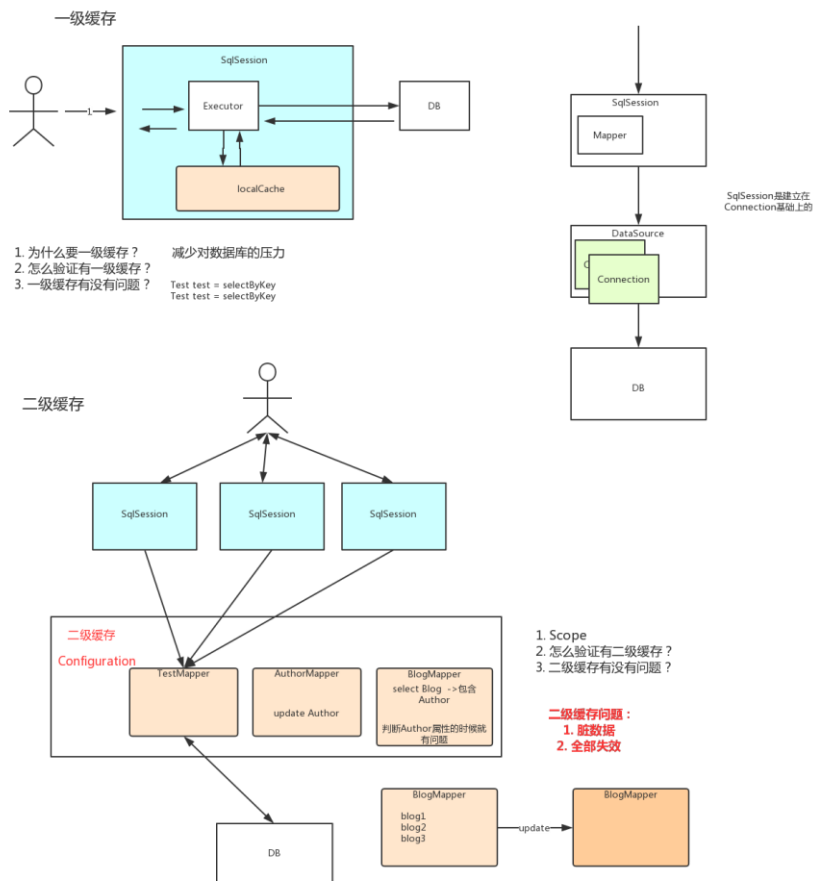 一级缓存
SqlSession
Executor
DB
1
localCache
1. 为什么要一级缓存？ 减少对数据库的压力
2. 怎么验证有一级缓存？
3. 一级缓存有没有问题？
Test test = selectByKey
Test test = selectByKey
SqlSession
Mapper
SqlSession是建立在
Connection基础上的
DataSource
C
Connection
DB
二级缓存
SqlSession
SqlSession
SqlSession
二级缓存
Configuration
TestMapper
AuthorMapper
update Author
BlogMapper
select Blog ->包含
Author
判断Author属性的时候就
有问题
1. Scope
2. 怎么验证有二级缓存？
3. 二级缓存有没有问题？
二级缓存问题：
1. 脏数据
2. 全部失效
DB
BlogMapper
blog1
blog2
blog3
update
BlogMapper